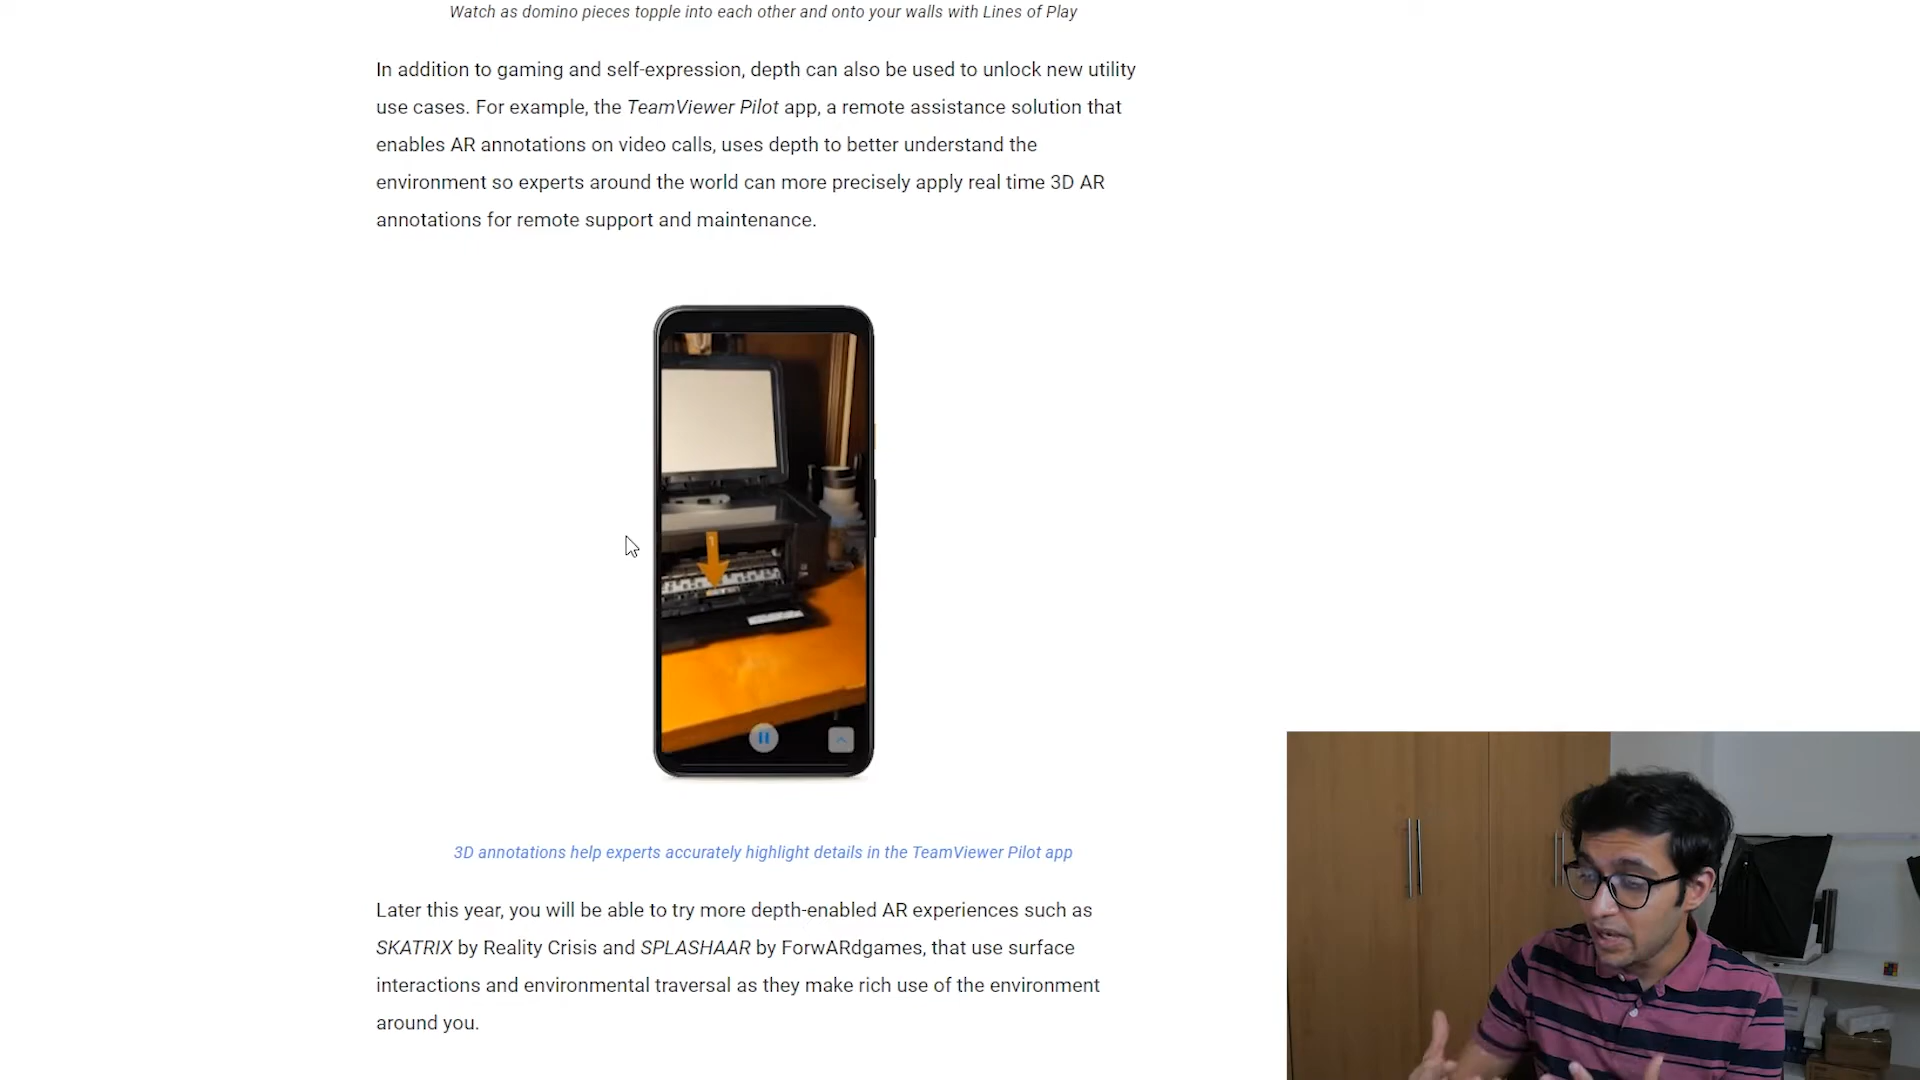 Watch as domino pieces topple into each other and onto your walls with Lines of Play
In addition to gaming and self-expression, depth can also be used to unlock new utility
use cases. For example, the TeamViewer Pilot app, a remote assistance solution that
enables AR annotations on video calls, uses depth to better understand the
environment so experts around the world can more precisely apply real time 3D AR
annotations for remote support and maintenance.
3D annotations help experts accurately highlight details in the TeamViewer Pilot app
Later this year, you will be able to try more depth-enabled AR experiences such as
SKATRIX by Reality Crisis and SPLASHAAR by ForwARdgames, that use surface
interactions and environmental traversal as they make rich use of the environment
around you.